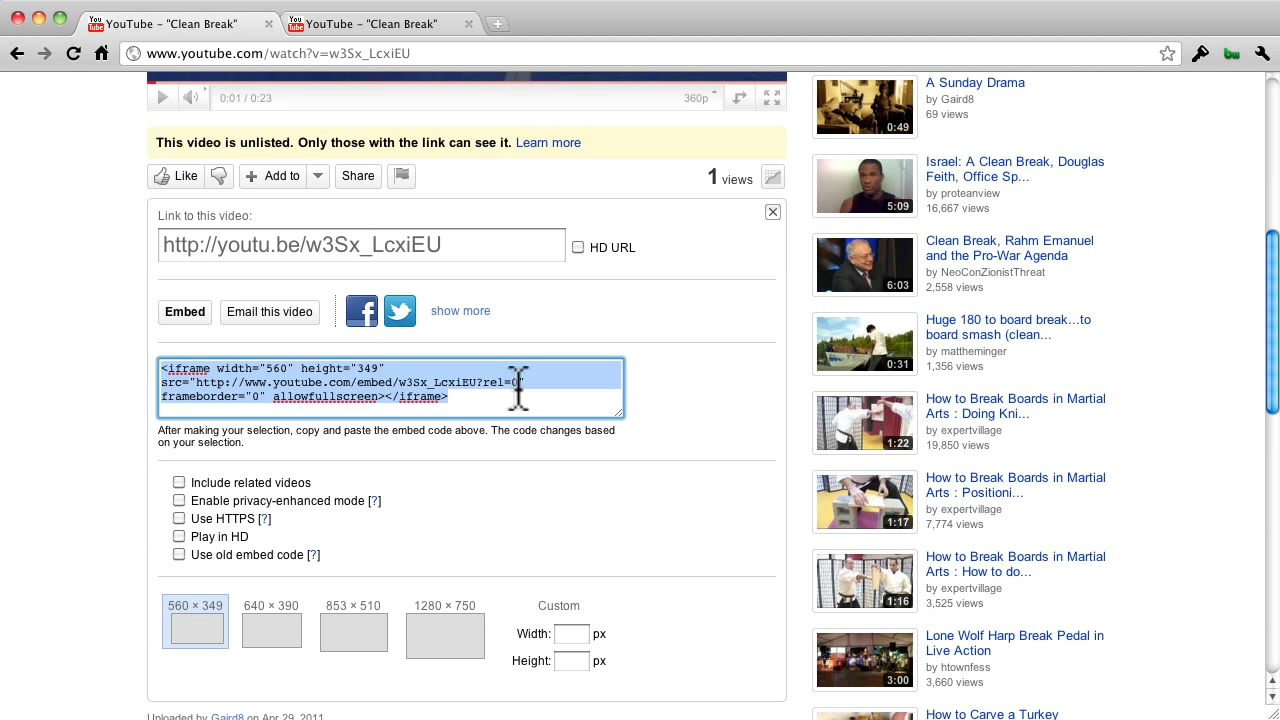 YouTube - "Clean Break"
YouTube - "Clean Break"
www.youtube.com/watch?v=w3Sx_LcxiEU
0:01 / 0:23
360p
is unlisted. Only those with the link can see it. Learn more
Like
Add to
Share
1 views
Link to this video:
http://youtu.be/w3Sx_LcxiEU
HD URL
Embed
Email this video
show more
<iframe width="560" height="349"
youtube.com/embed/w3Sx_LcxiEU?rel=0"
frameborder="0" allowfullscreen></iframe>
After making your selection, copy and paste the embed code above. The code changes based
on your selection.
Include related videos
Enable privacy-enhanced mode [?]
Use HTTPS [?]
Play in HD
Use old embed code [?]
560 × 349
640 × 390
853 × 510
1280 × 750
Custom
Width:
px
Height:
px
Uploaded by Gaird8 on Apr 29, 2011
A Sunday Drama
by Gaird8
69 views
0:49
Israel: A Clean Break, Douglas
Feith, Office Sp...
by proteanview
16,667 views
5:09
Clean Break, Rahm Emanuel
and the Pro-War Agenda
by NeoConZionistThreat
2,558 views
6:03
Huge 180 to board break...to
board smash (clean...
by mattheminger
1,356 views
0:31
How to Break Boards in Martial
Arts : Doing Kni...
by expertvillage
19,850 views
1:22
How to Break Boards in Martial
Arts : Positioni...
by expertvillage
7,774 views
1:17
How to Break Boards in Martial
Arts : How to do...
by expertvillage
3,525 views
1:16
Lone Wolf Harp Break Pedal in
Live Action
by htownfess
3,660 views
3:00
How to Carve a Turkey